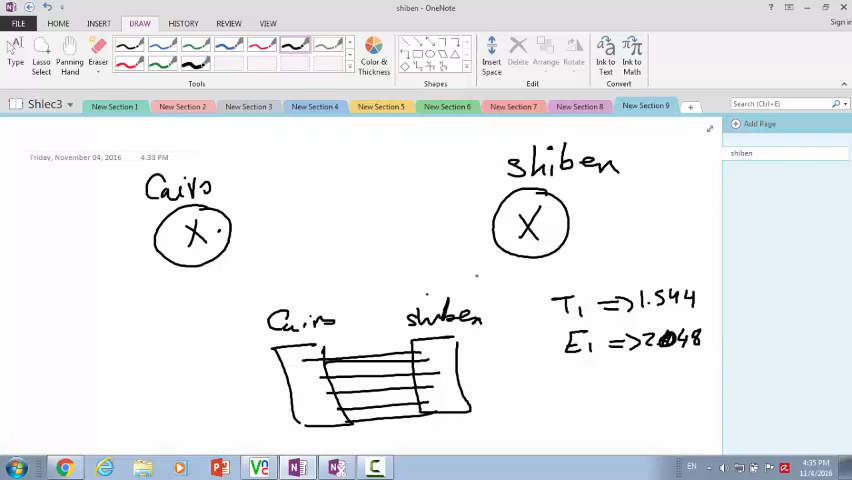 shiben - OneNote
FILE HOME INSERT DRAW HISTORY REVIEW VIEW
Sign in
Type Lasso Select Panning Hand Eraser Color & Thickness Insert Space Delete Arrange Rotate Ink to Text Ink to Math
Tools Shapes Edit Convert
Shlec3 New Section 1 New Section 2 New Section 3 New Section 4 New Section 5 New Section 6 New Section 7 New Section 8 New Section 9 Search (Ctrl+E)
Add Page
shiben
Friday, November 04, 2016 4:33 PM
Cairo shiben
X X
T1 => 1.544
Cairo shiben
E1 => 2048
EN 4:35 PM
11/4/2016